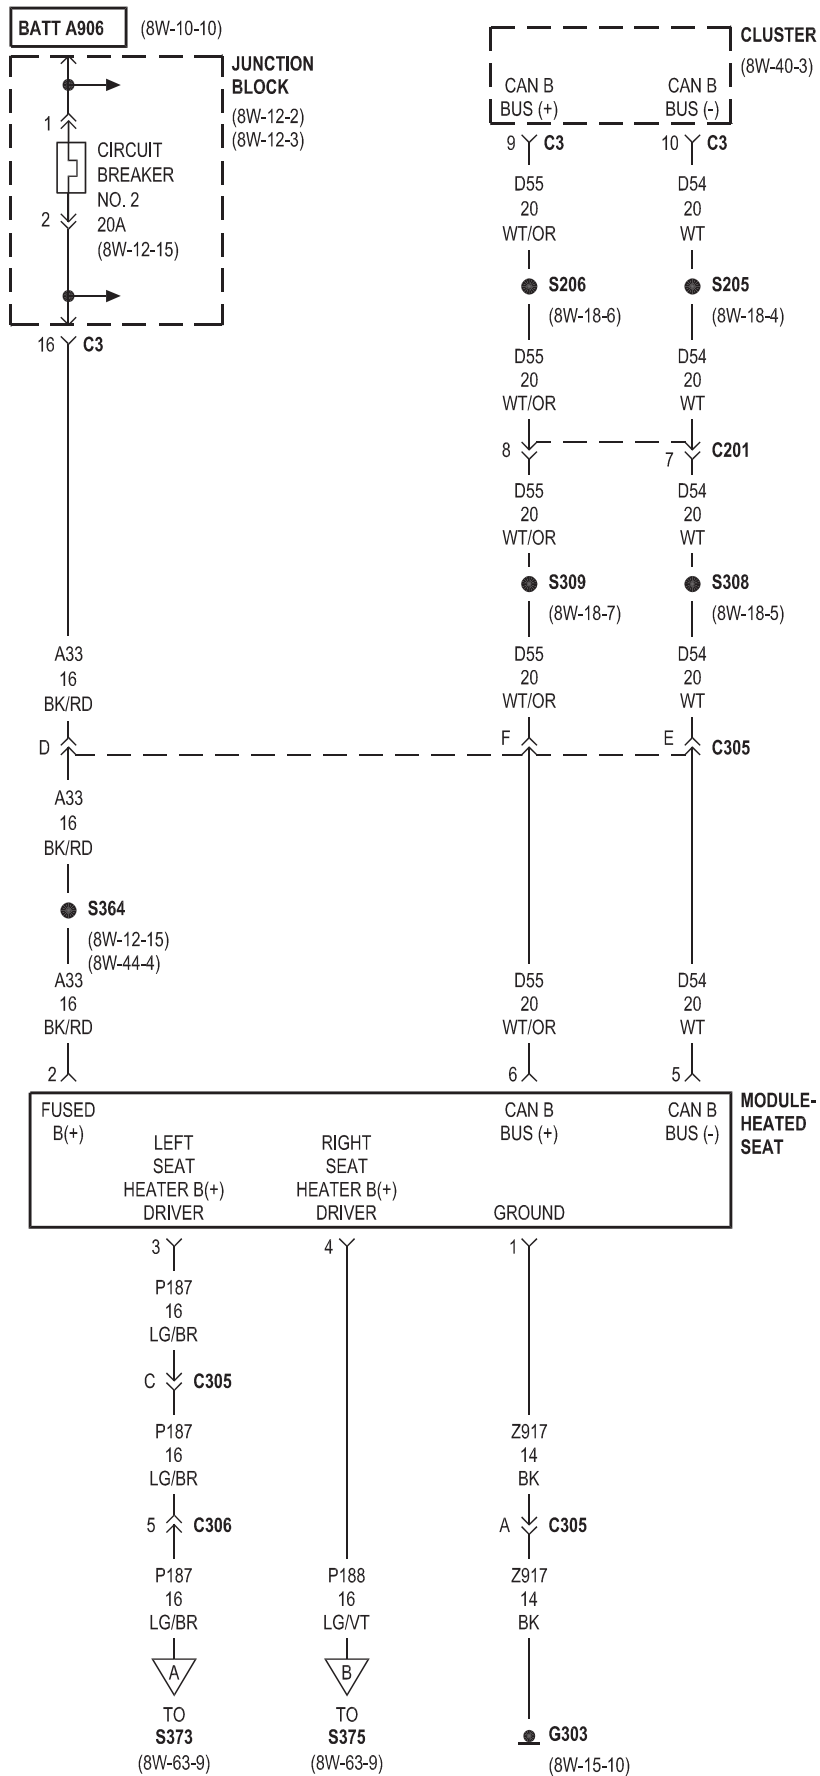 BATT A906 (8W-10-10)
JUNCTION
BLOCK
(8W-12-2)
(8W-12-3)
1
CIRCUIT
BREAKER
NO. 2
20A
(8W-12-15)
2
16 C3
CLUSTER
(8W-40-3)
CAN B
BUS (+)
CAN B
BUS (-)
9 C3
10 C3
D55
20
WT/OR
D54
20
WT
S206
(8W-18-6)
S205
(8W-18-4)
D55
20
WT/OR
D54
20
WT
8
7
C201
D55
20
WT/OR
D54
20
WT
S309
(8W-18-7)
S308
(8W-18-5)
A33
16
BK/RD
D55
20
WT/OR
D54
20
WT
D
F
E
C305
A33
16
BK/RD
S364
(8W-12-15)
(8W-44-4)
A33
16
BK/RD
D55
20
WT/OR
D54
20
WT
2
6
5
MODULE-
HEATED
SEAT
FUSED
B(+)
CAN B
BUS (+)
CAN B
BUS (-)
LEFT
SEAT
HEATER B(+)
DRIVER
RIGHT
SEAT
HEATER B(+)
DRIVER
GROUND
3
4
1
P187
16
LG/BR
C C305
P187
16
LG/BR
Z917
14
BK
5 C306
A C305
P187
16
LG/BR
P188
16
LG/VT
Z917
14
BK
A
B
TO
S373
(8W-63-9)
TO
S375
(8W-63-9)
G303
(8W-15-10)